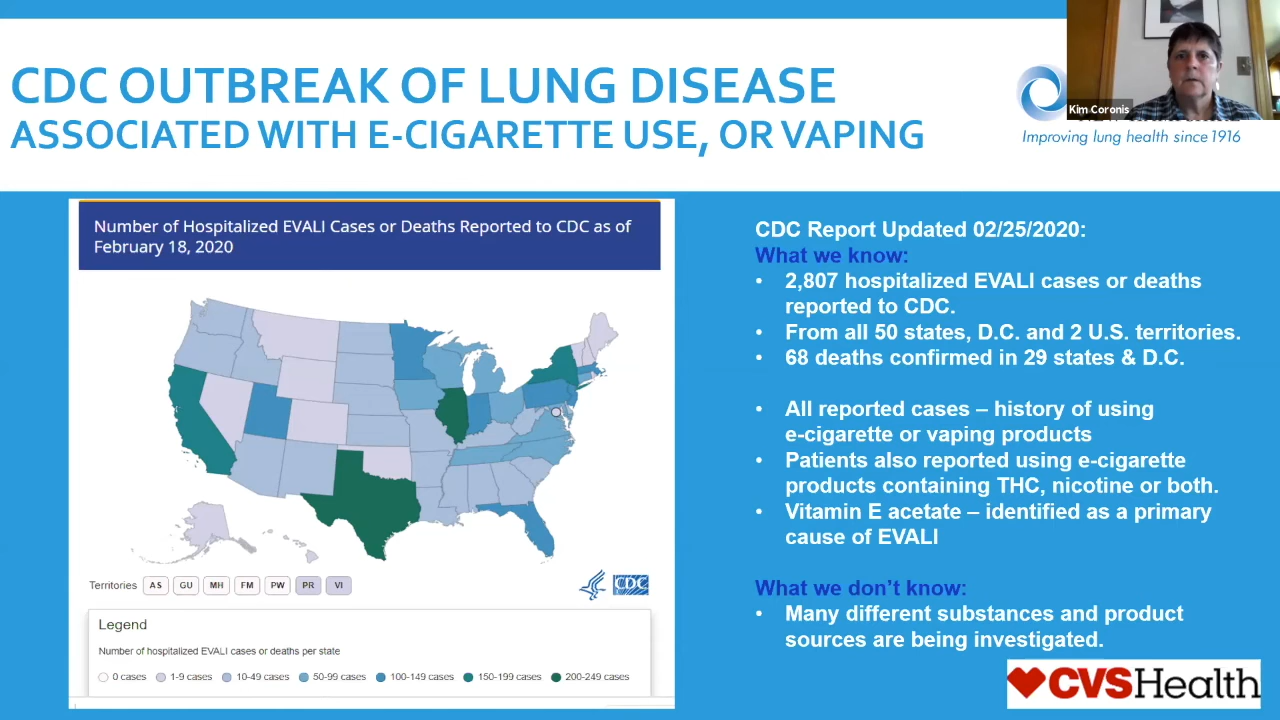 CDC OUTBREAK OF LUNG DISEASE
ASSOCIATED WITH E-CIGARETTE USE, OR VAPING
Kim Coronis
Improving lung health since 1916
Number of Hospitalized EVALI Cases or Deaths Reported to CDC as of
February 18, 2020
Territories AS GU MH FM PW PR VI
CDC
Legend
Number of hospitalized EVALI cases or deaths per state
0 cases 1-9 cases 10-49 cases 50-99 cases 100-149 cases 150-199 cases 200-249 cases
CDC Report Updated 02/25/2020:
What we know:
• 2,807 hospitalized EVALI cases or deaths
reported to CDC.
• From all 50 states, D.C. and 2 U.S. territories.
• 68 deaths confirmed in 29 states & D.C.
• All reported cases – history of using
e-cigarette or vaping products
• Patients also reported using e-cigarette
products containing THC, nicotine or both.
• Vitamin E acetate – identified as a primary
cause of EVALI
What we don't know:
• Many different substances and product
sources are being investigated.
CVSHealth